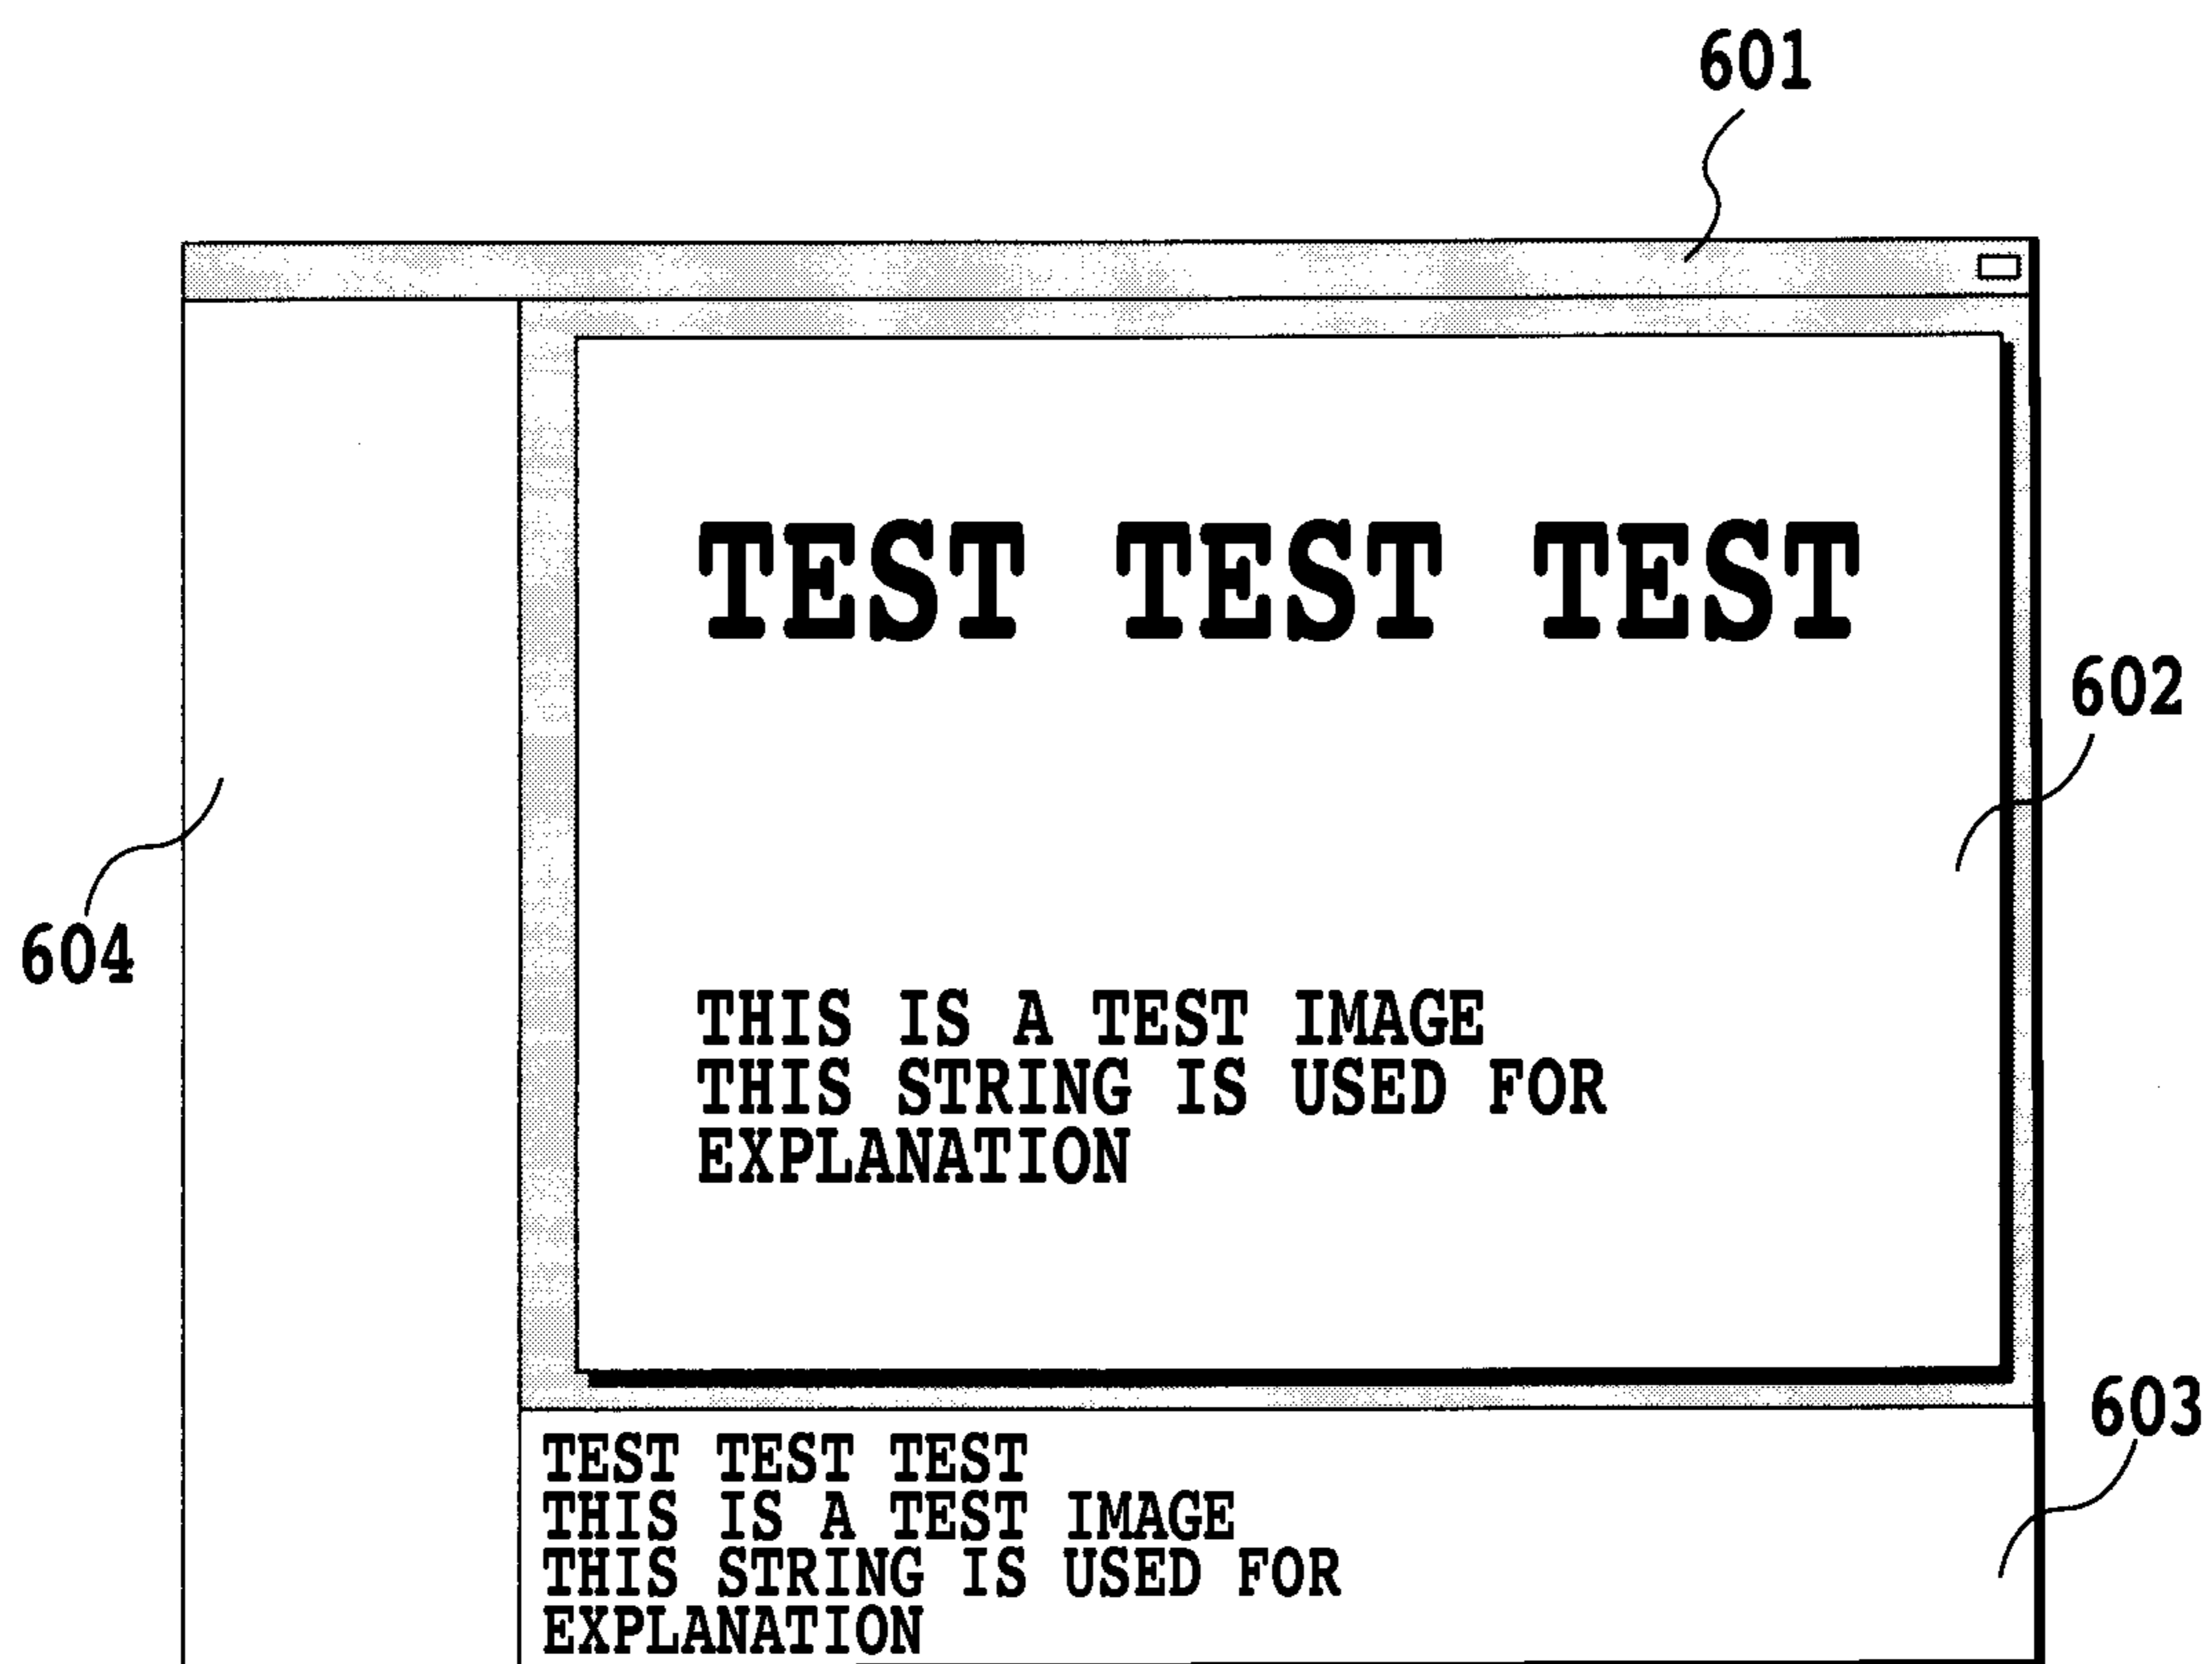 601
TEST TEST TEST
602
604
THIS IS A TEST IMAGE
THIS STRING IS USED FOR
EXPLANATION
603
TEST TEST TEST
THIS IS A TEST IMAGE
THIS STRING IS USED FOR
EXPLANATION